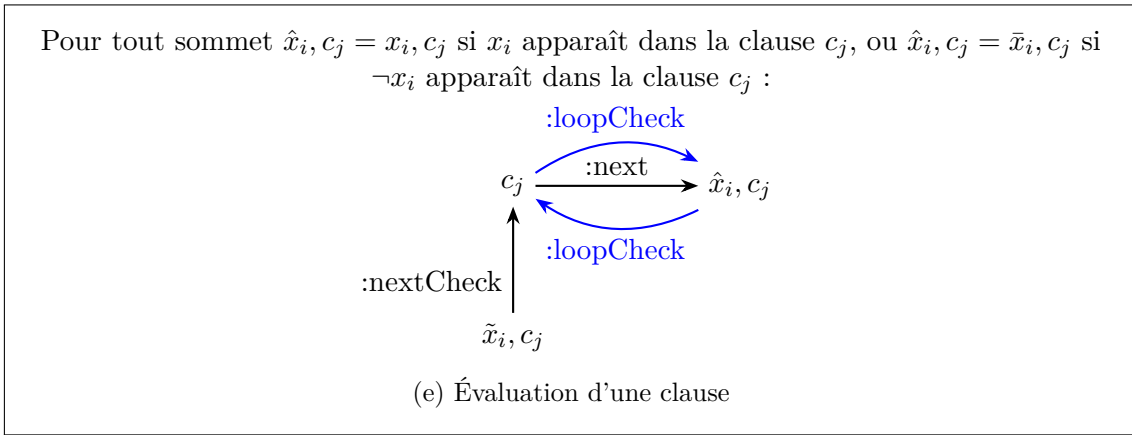 Pour tout sommet x̂ᵢ, cⱼ = xᵢ, cⱼ si xᵢ apparaît dans la clause cⱼ, ou x̂ᵢ, cⱼ = x̄ᵢ, cⱼ si
¬xᵢ apparaît dans la clause cⱼ :
:loopCheck
:next
cⱼ
x̂ᵢ, cⱼ
:loopCheck
:nextCheck
x̃ᵢ, cⱼ
(e) Évaluation d'une clause